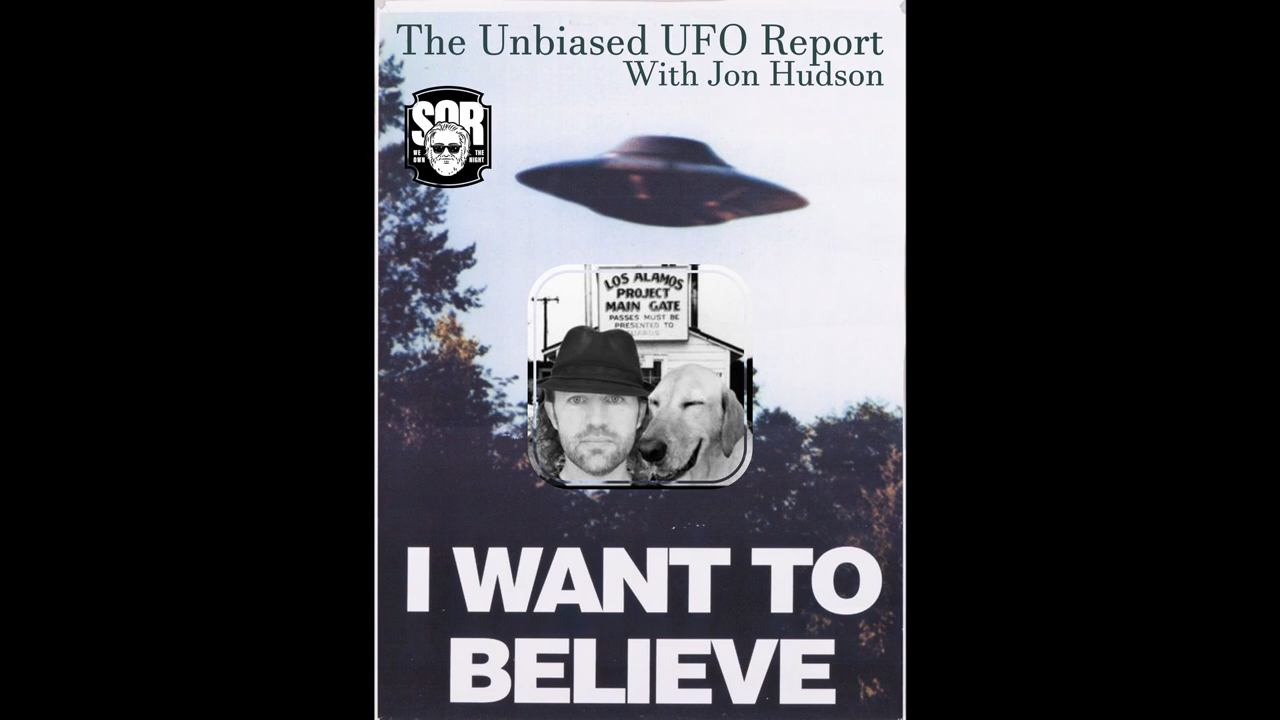 The Unbiased UFO Report
With Jon Hudson
SOR
WE OWN THE NIGHT
LOS ALAMOS
PROJECT
MAIN GATE
PASSES MUST BE
PRESENTED TO
GUARDS
I WANT TO
BELIEVE